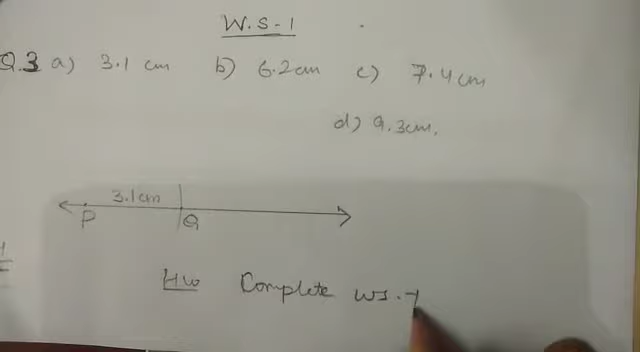 W.S-1
Q.3 a) 3.1 cm b) 6.2cm c) 7.4cm
d) 9.3cm.
3.1cm
P Q
HW Complete WS.